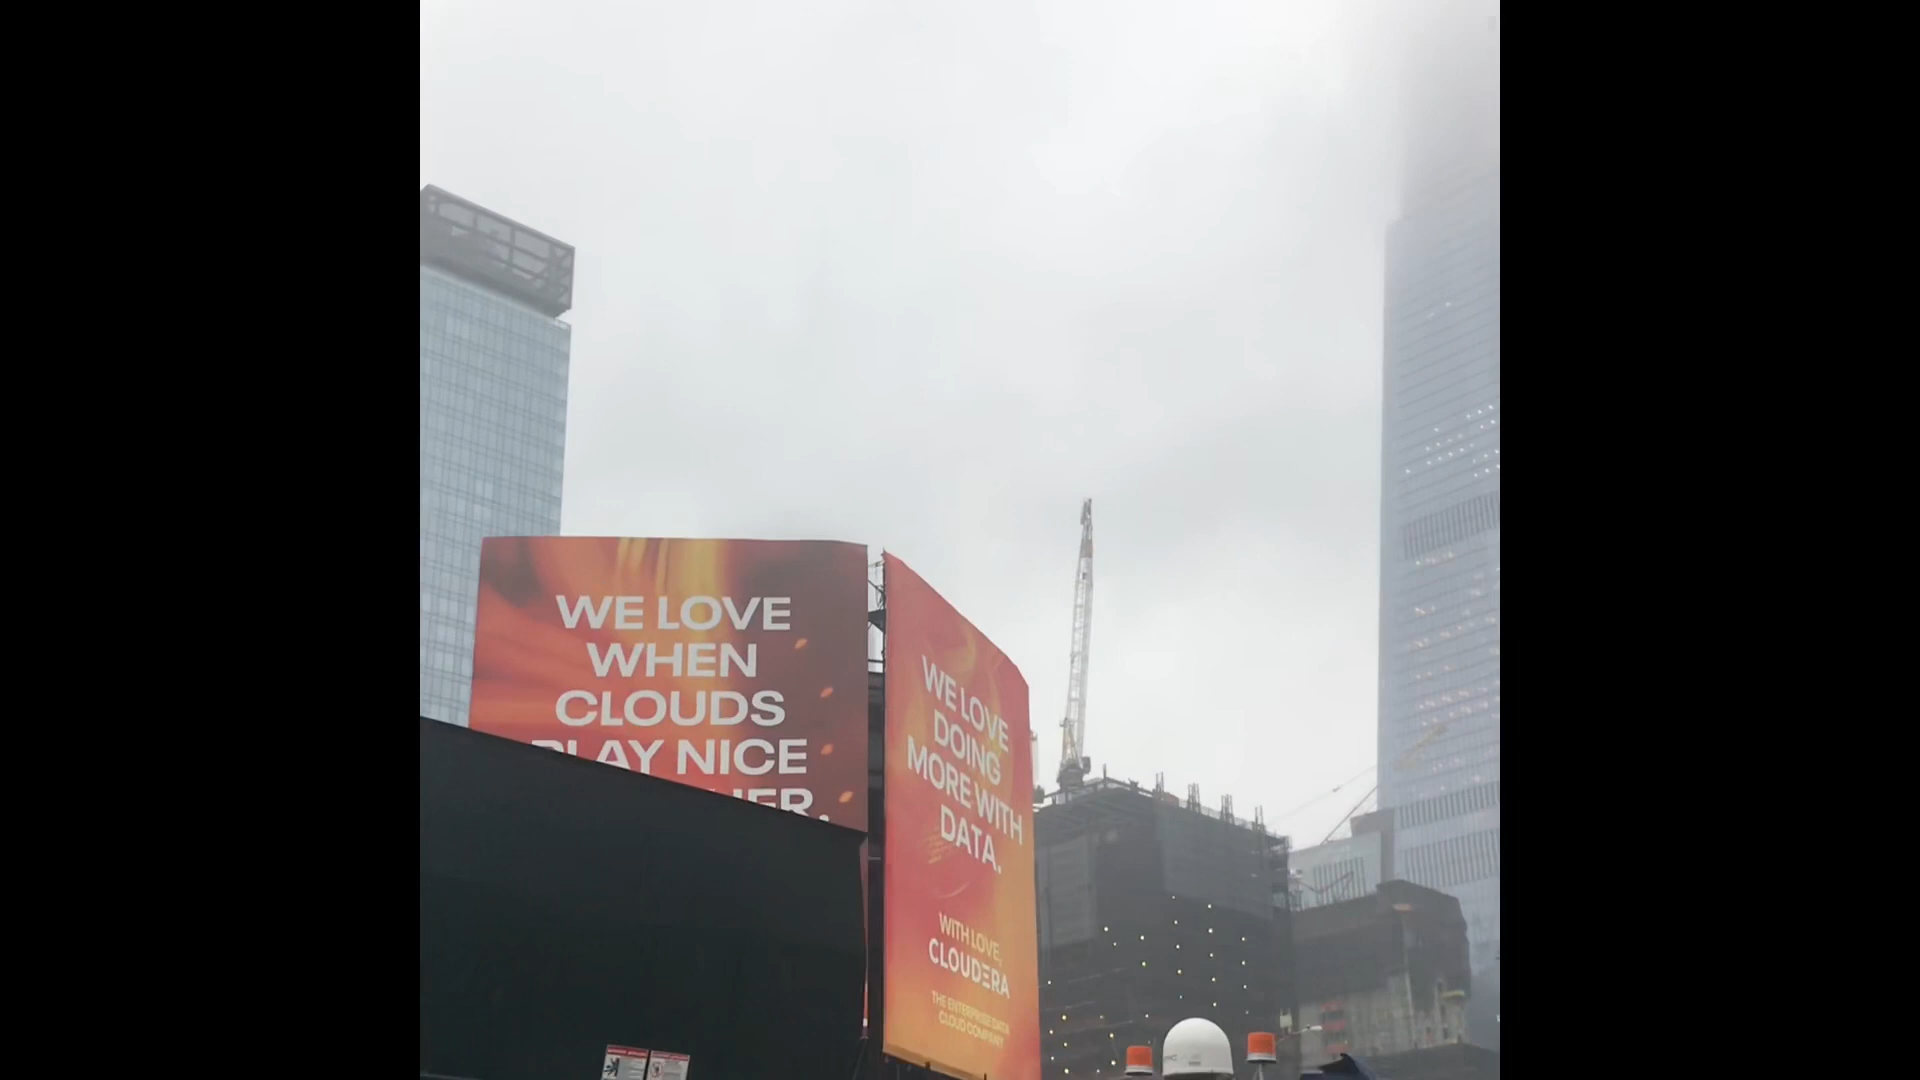 WE LOVE
WHEN
CLOUDS
PLAY NICE
WE LOVE
DOING
MORE WITH
DATA.
WITH LOVE,
CLOUDERA
THE ENTERPRISE DATA
CLOUD COMPANY